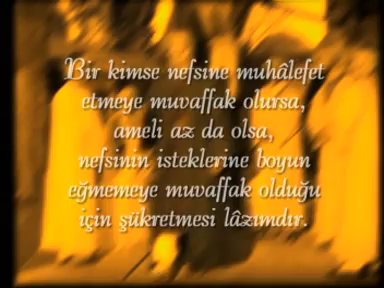 Bir kimse nefsine muhâlefet
etmeye muvaffak olursa,
ameli az da olsa,
nefsinin isteklerine boyun
eğmemeye muvaffak olduğu
için şükretmesi lâzımdır.